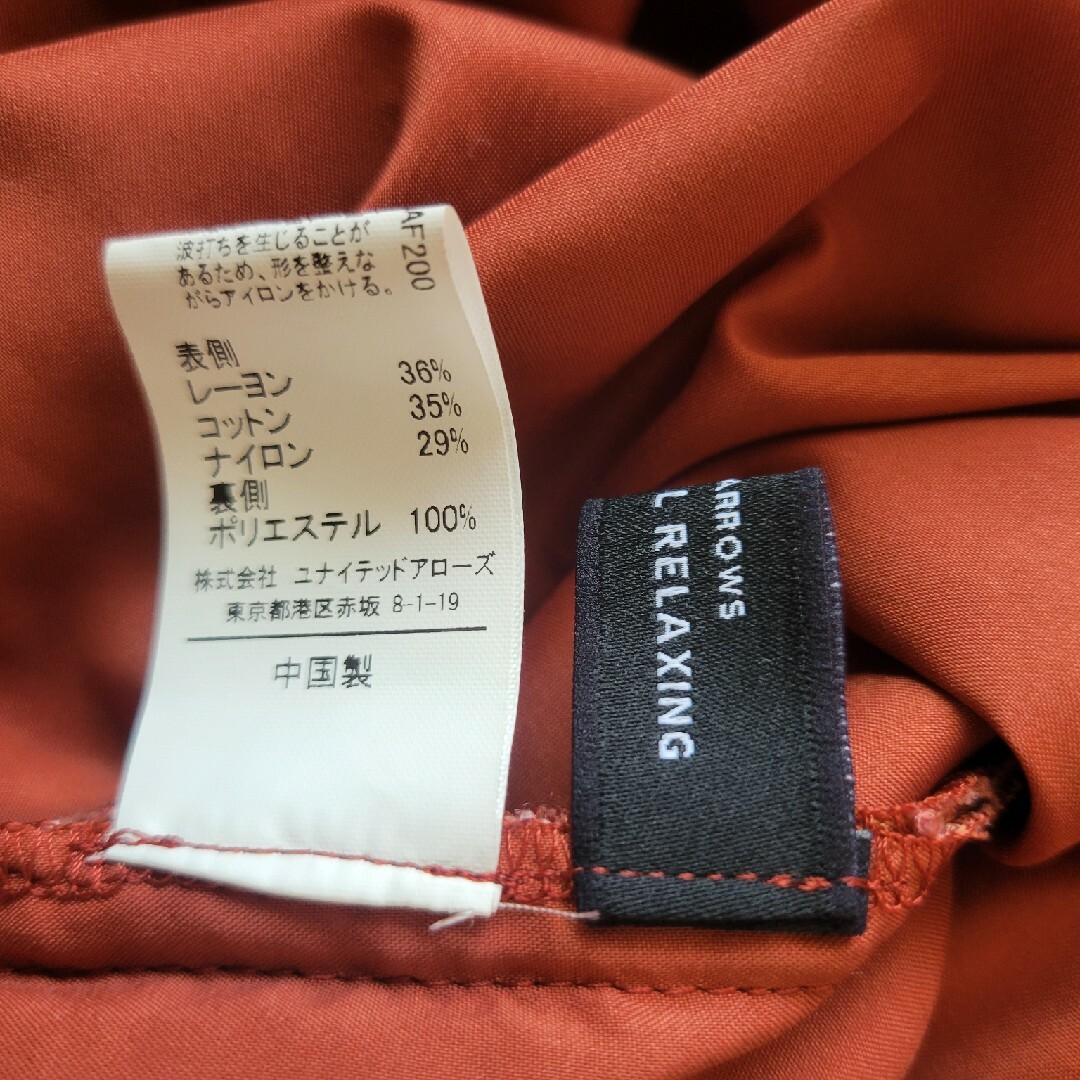 波打ちを生じることが
あるため、形を整えな
がらアイロンをかける。
AF200
表側
レーヨン 36%
コットン 35%
ナイロン 29%
裏側
ポリエステル 100%
株式会社 ユナイテッドアローズ
東京都港区赤坂 8-1-19
中国製
ARROWS
L RELAXING